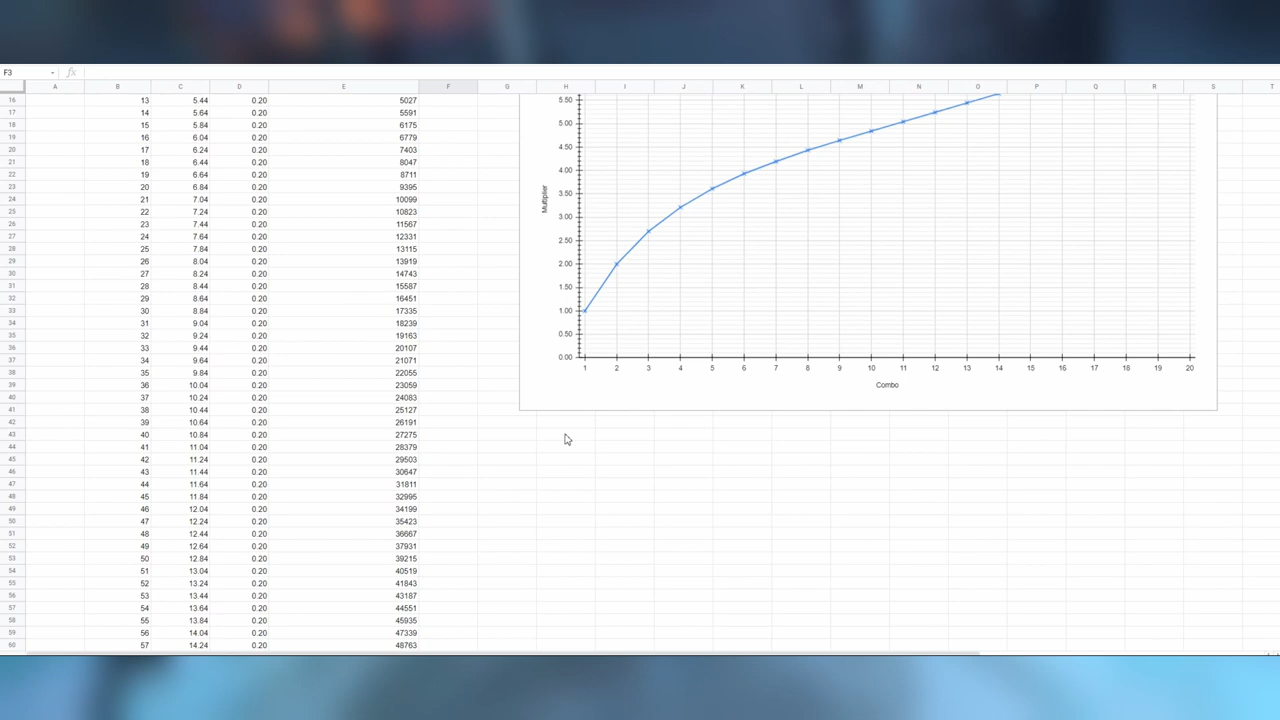 F3 fx
A B C D E F G H I J K L M N O P Q R S T
16 13 5.44 0.20 5027
17 14 5.64 0.20 5591
18 15 5.84 0.20 6175
19 16 6.04 0.20 6779
20 17 6.24 0.20 7403
21 18 6.44 0.20 8047
22 19 6.64 0.20 8711
23 20 6.84 0.20 9395
24 21 7.04 0.20 10099
25 22 7.24 0.20 10823
26 23 7.44 0.20 11567
27 24 7.64 0.20 12331
28 25 7.84 0.20 13115
29 26 8.04 0.20 13919
30 27 8.24 0.20 14743
31 28 8.44 0.20 15587
32 29 8.64 0.20 16451
33 30 8.84 0.20 17335
34 31 9.04 0.20 18239
35 32 9.24 0.20 19163
36 33 9.44 0.20 20107
37 34 9.64 0.20 21071
38 35 9.84 0.20 22055
39 36 10.04 0.20 23059
40 37 10.24 0.20 24083
41 38 10.44 0.20 25127
42 39 10.64 0.20 26191
43 40 10.84 0.20 27275
44 41 11.04 0.20 28379
45 42 11.24 0.20 29503
46 43 11.44 0.20 30647
47 44 11.64 0.20 31811
48 45 11.84 0.20 32995
49 46 12.04 0.20 34199
50 47 12.24 0.20 35423
51 48 12.44 0.20 36667
52 49 12.64 0.20 37931
53 50 12.84 0.20 39215
54 51 13.04 0.20 40519
55 52 13.24 0.20 41843
56 53 13.44 0.20 43187
57 54 13.64 0.20 44551
58 55 13.84 0.20 45935
59 56 14.04 0.20 47339
60 57 14.24 0.20 48763
5.50
5.00
4.50
4.00
3.50
3.00
2.50
2.00
1.50
1.00
0.50
0.00
Multiplier
1 2 3 4 5 6 7 8 9 10 11 12 13 14 15 16 17 18 19 20
Combo